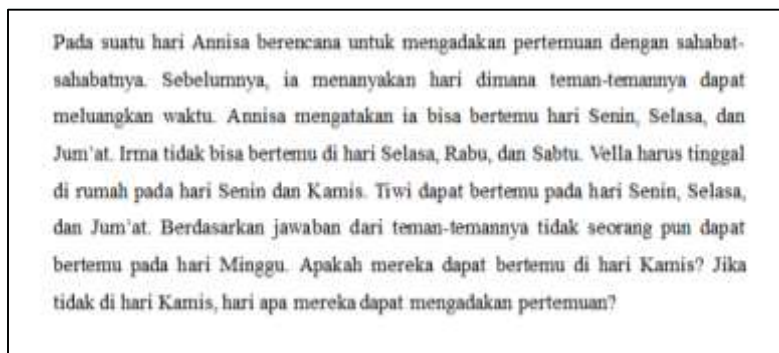 Pada suatu hari Annisa berencana untuk mengadakan pertemuan dengan sahabat-
sahabatnya. Sebelumnya, ia menanyakan hari dimana teman-temannya dapat
meluangkan waktu. Annisa mengatakan ia bisa bertemu hari Senin, Selasa, dan
Jum'at. Irma tidak bisa bertemu di hari Selasa, Rabu, dan Sabtu. Vella harus tinggal
di rumah pada hari Senin dan Kamis. Tiwi dapat bertemu pada hari Senin, Selasa,
dan Jum'at. Berdasarkan jawaban dari teman-temannya tidak seorang pun dapat
bertemu pada hari Minggu. Apakah mereka dapat bertemu di hari Kamis? Jika
tidak di hari Kamis, hari apa mereka dapat mengadakan pertemuan?